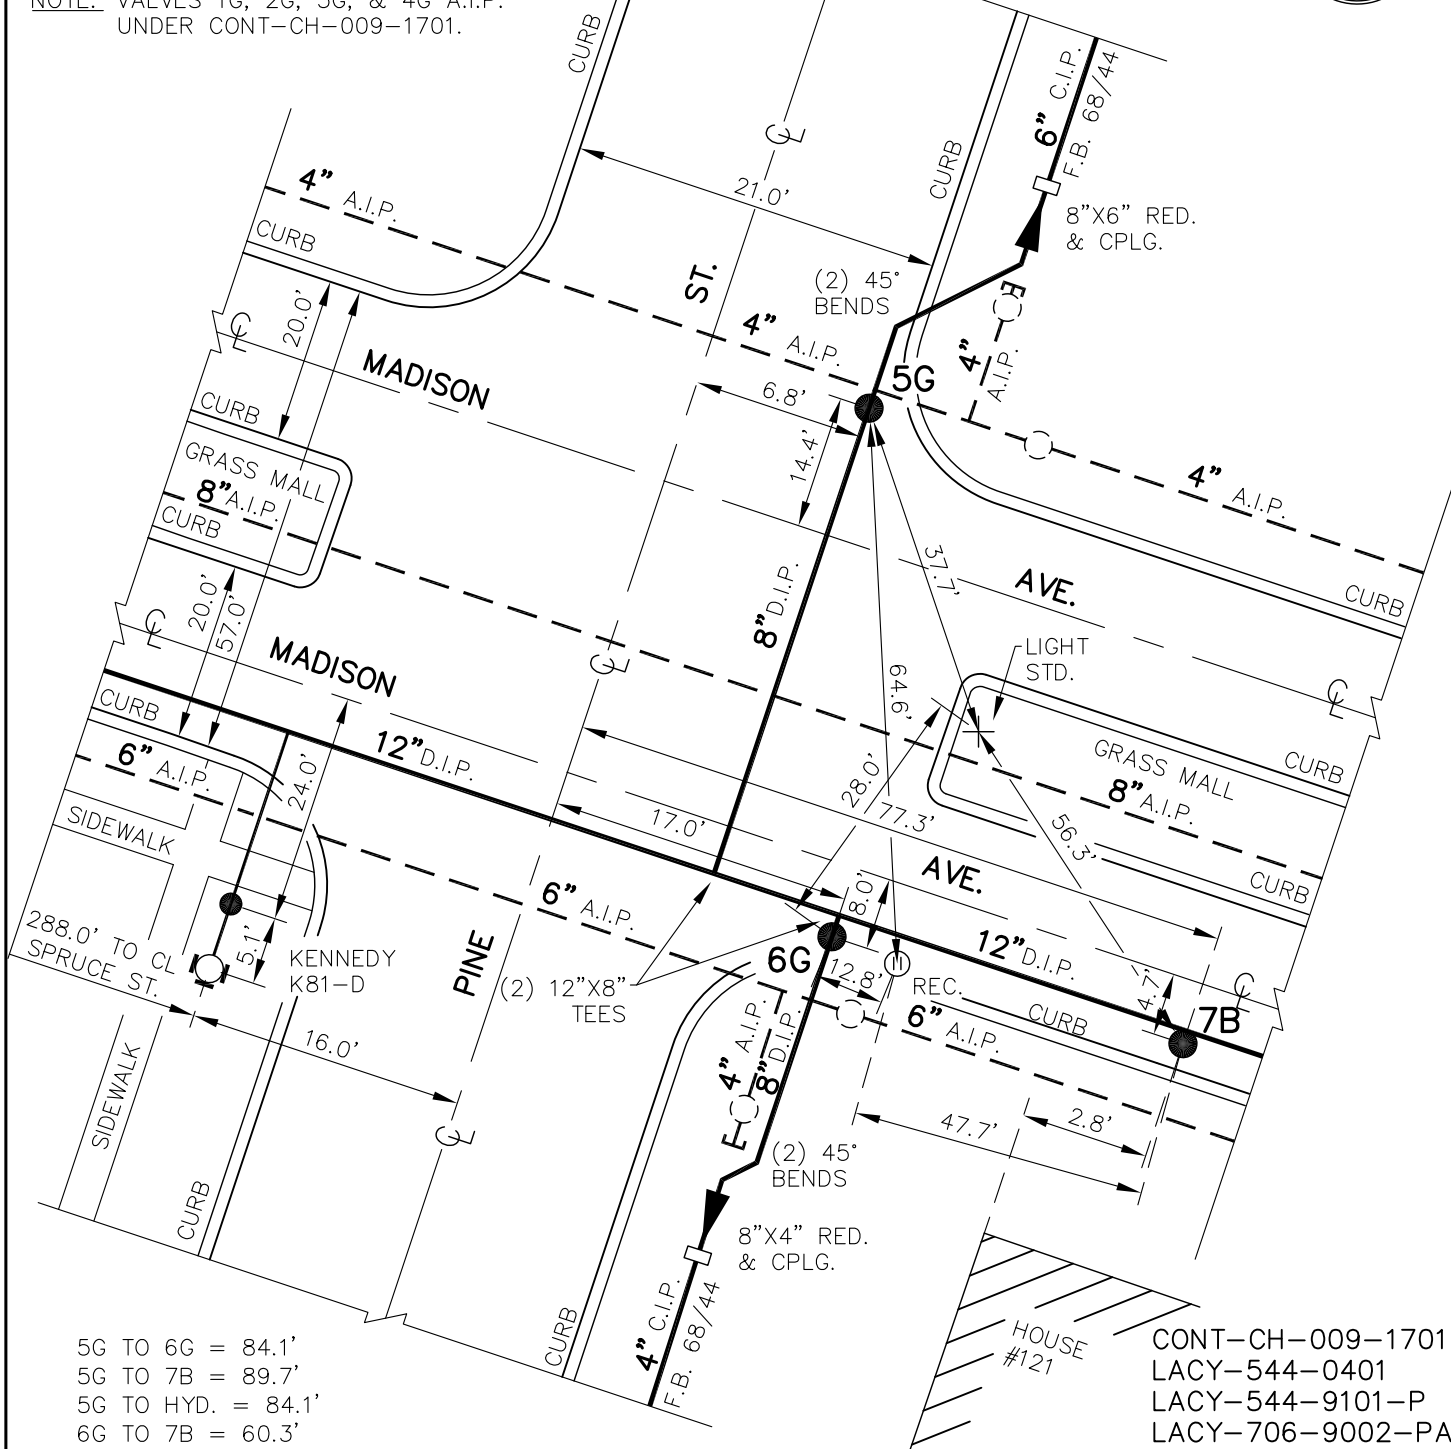 NOTE: VALVES 1G, 2G, 3G, & 4G A.I.P.
UNDER CONT-CH-009-1701.
CURB
CL
6" C.I.P.
F.B. 68/44
CURB
21.0'
4" A.I.P.
CURB
8"X6" RED.
& CPLG.
ST.
(2) 45°
BENDS
20.0'
CL
4" A.I.P.
4" A.I.P.
MADISON
5G
6.8'
CURB
14.4'
GRASS MALL
8" A.I.P.
CURB
4" A.I.P.
37.7'
AVE.
CURB
20.0'
57.0'
CL
8" D.I.P.
MADISON
CL
LIGHT
STD.
64.6'
CL
CURB
12" D.I.P.
6" A.I.P.
24.0'
28.0'
GRASS MALL
8" A.I.P.
CURB
77.3'
17.0'
56.3'
SIDEWALK
AVE.
CURB
8.0'
6" A.I.P.
288.0' TO CL
SPRUCE ST.
5.1'
KENNEDY
K81-D
PINE
(2) 12"X8"
TEES
6G
12.8'
REC.
12" D.I.P.
CL
4.7'
7B
6" A.I.P.
CURB
16.0'
4" A.I.P.
8" D.I.P.
SIDEWALK
CL
47.7'
2.8'
(2) 45°
BENDS
CURB
8"X4" RED.
& CPLG.
4" C.I.P.
F.B. 68/44
CURB
HOUSE
#121
5G TO 6G = 84.1'
5G TO 7B = 89.7'
5G TO HYD. = 84.1'
6G TO 7B = 60.3'
CONT-CH-009-1701
LACY-544-0401
LACY-544-9101-P
LACY-706-9002-PA